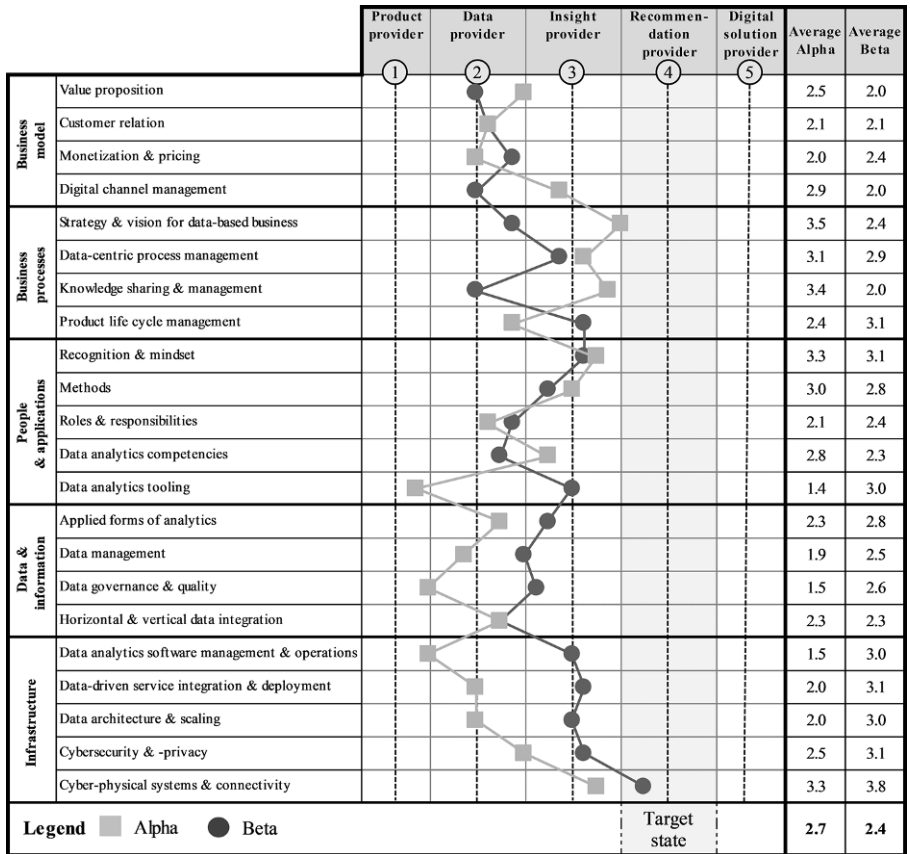 Product provider
Data provider
Insight provider
Recommen-dation provider
Digital solution provider
Average Alpha
Average Beta
1 2 3 4 5
Business model
Value proposition 2.5 2.0
Customer relation 2.1 2.1
Monetization & pricing 2.0 2.4
Digital channel management 2.9 2.0
Business processes
Strategy & vision for data-based business 3.5 2.4
Data-centric process management 3.1 2.9
Knowledge sharing & management 3.4 2.0
Product life cycle management 2.4 3.1
People & applications
Recognition & mindset 3.3 3.1
Methods 3.0 2.8
Roles & responsibilities 2.1 2.4
Data analytics competencies 2.8 2.3
Data analytics tooling 1.4 3.0
Data & information
Applied forms of analytics 2.3 2.8
Data management 1.9 2.5
Data governance & quality 1.5 2.6
Horizontal & vertical data integration 2.3 2.3
Infrastructure
Data analytics software management & operations 1.5 3.0
Data-driven service integration & deployment 2.0 3.1
Data architecture & scaling 2.0 3.0
Cybersecurity & -privacy 2.5 3.1
Cyber-physical systems & connectivity 3.3 3.8
Legend Alpha Beta
Target state
2.7 2.4